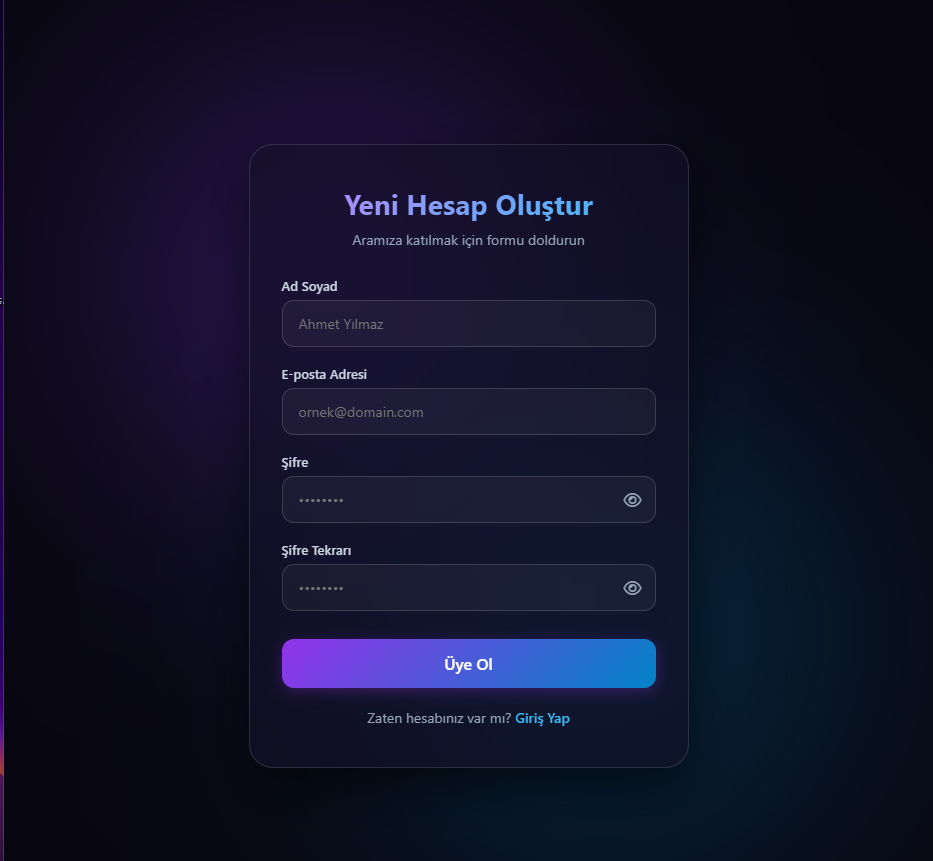 Yeni Hesap Oluştur
Aramıza katılmak için formu doldurun
Ad Soyad
Ahmet Yılmaz
E-posta Adresi
ornek@domain.com
Şifre
••••••••
Şifre Tekrarı
••••••••
Üye Ol
Zaten hesabınız var mı? Giriş Yap